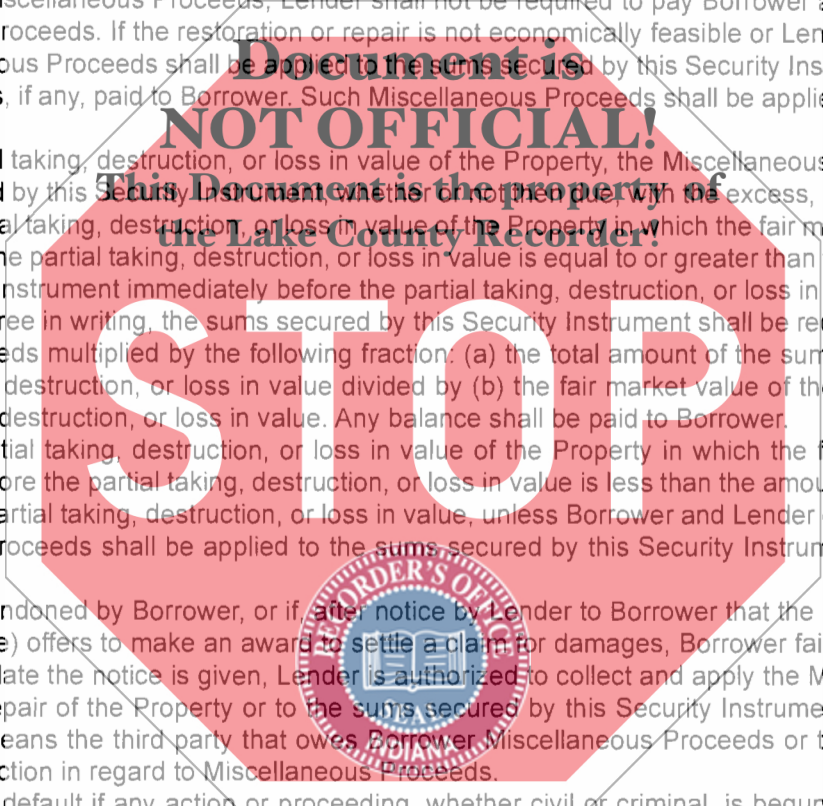 scellaneous Proceeds, Lender shall not be required to pay Borrower a
roceeds. If the restoration or repair is not economically feasible or Len
Document is
ous Proceeds shall be applied to the sums secured by this Security Ins
, if any, paid to Borrower. Such Miscellaneous Proceeds shall be applie
NOT OFFICIAL!
l taking, destruction, or loss in value of the Property, the Miscellaneous
This Document is the property of
d by this Security Instrument, whether or not then due, with the excess,
al taking, destruction, or loss in value of the Property in which the fair m
the Lake County Recorder!
he partial taking, destruction, or loss in value is equal to or greater than
nstrument immediately before the partial taking, destruction, or loss in
ree in writing, the sums secured by this Security Instrument shall be re
eds multiplied by the following fraction: (a) the total amount of the sum
destruction, or loss in value divided by (b) the fair market value of th
destruction, or loss in value. Any balance shall be paid to Borrower.
STOP
tial taking, destruction, or loss in value of the Property in which the f
ore the partial taking, destruction, or loss in value is less than the amou
artial taking, destruction, or loss in value, unless Borrower and Lender
roceeds shall be applied to the sums secured by this Security Instrum
RECORDER'S OFFICE
ndoned by Borrower, or if, after notice by Lender to Borrower that the
e) offers to make an award to settle a claim for damages, Borrower fai
late the notice is given, Lender is authorized to collect and apply the M
epair of the Property or to the sums secured by this Security Instrume
SEAL
eans the third party that owes Borrower Miscellaneous Proceeds or t
INDIANA
ction in regard to Miscellaneous Proceeds.
default if any action or proceeding, whether civil or criminal, is begun